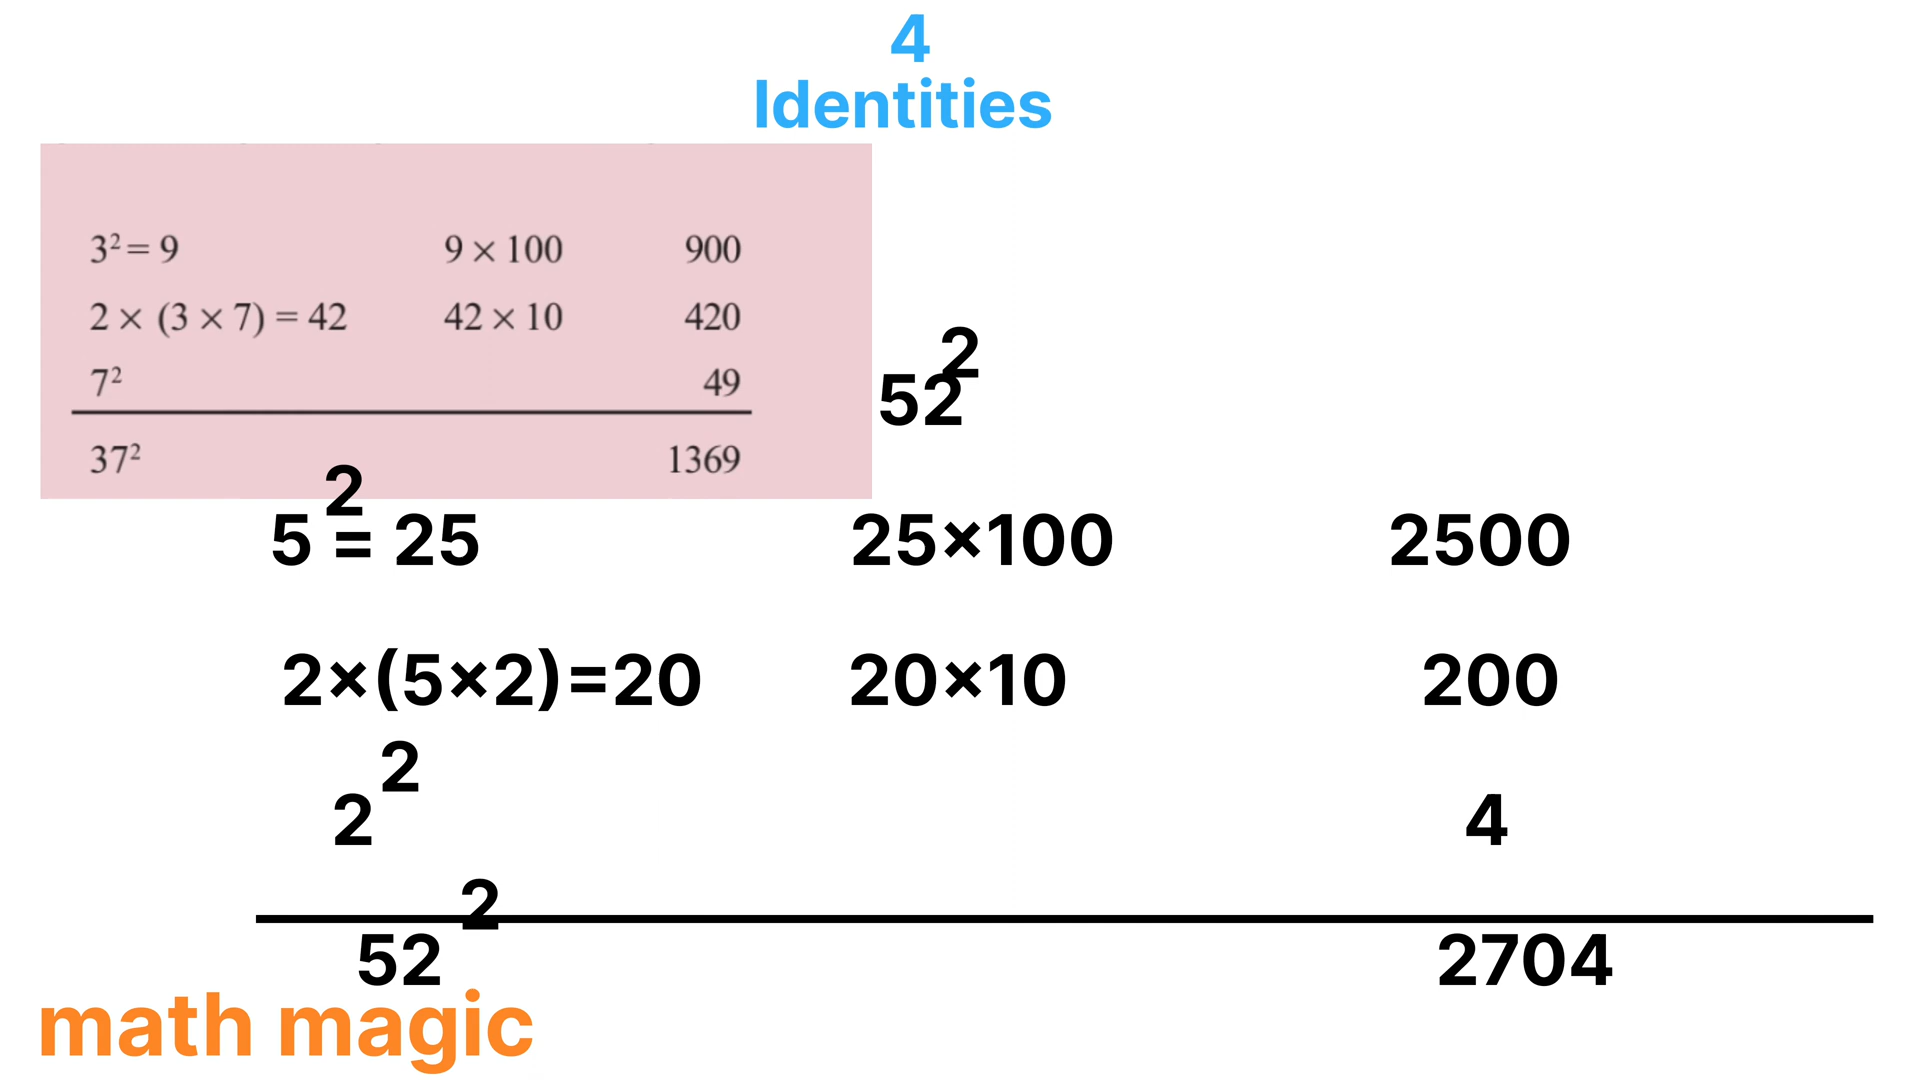 4
Identities
3² = 9 9 × 100 900
2 × (3 × 7) = 42 42 × 10 420
7² 49
37² 1369
52²
5² = 25 25×100 2500
2×(5×2)=20 20×10 200
2² 4
52² 2704
math magic